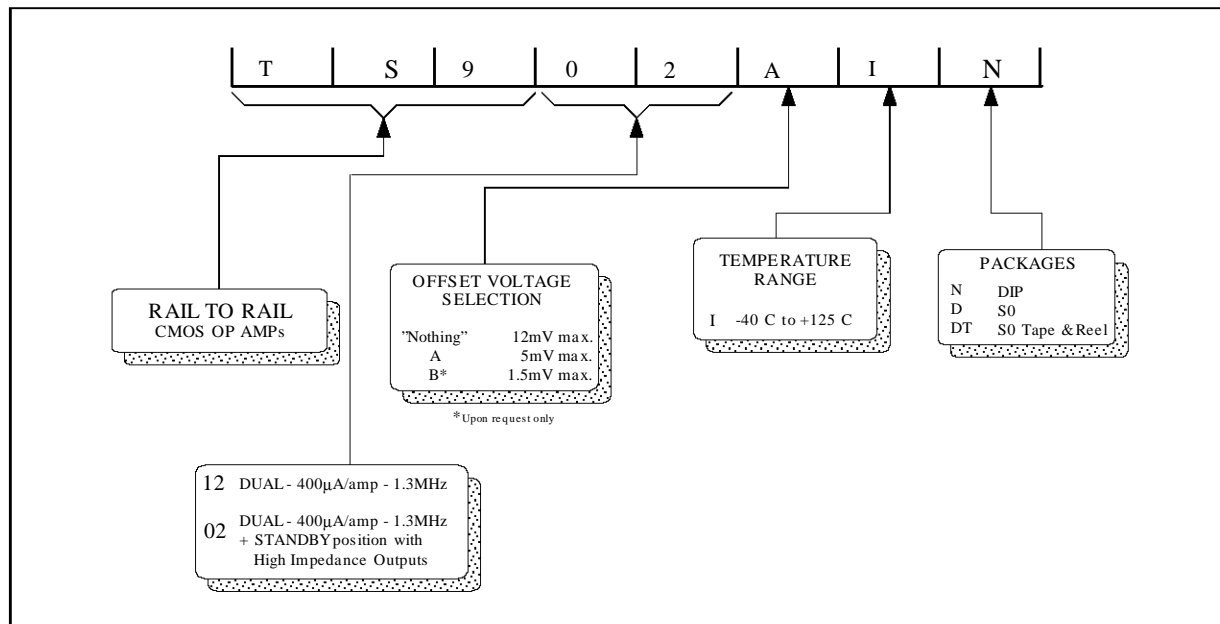 T S 9 0 2 A I N
RAIL TO RAIL
CMOS OP AMPs
OFFSET VOLTAGE
SELECTION
"Nothing" 12mV max.
A 5mV max.
B* 1.5mV max.
*Upon request only
TEMPERATURE
RANGE
I -40 C to +125 C
PACKAGES
N DIP
D S0
DT S0 Tape & Reel
12 DUAL - 400µA/amp - 1.3MHz
02 DUAL - 400µA/amp - 1.3MHz
+ STANDBY position with
High Impedance Outputs